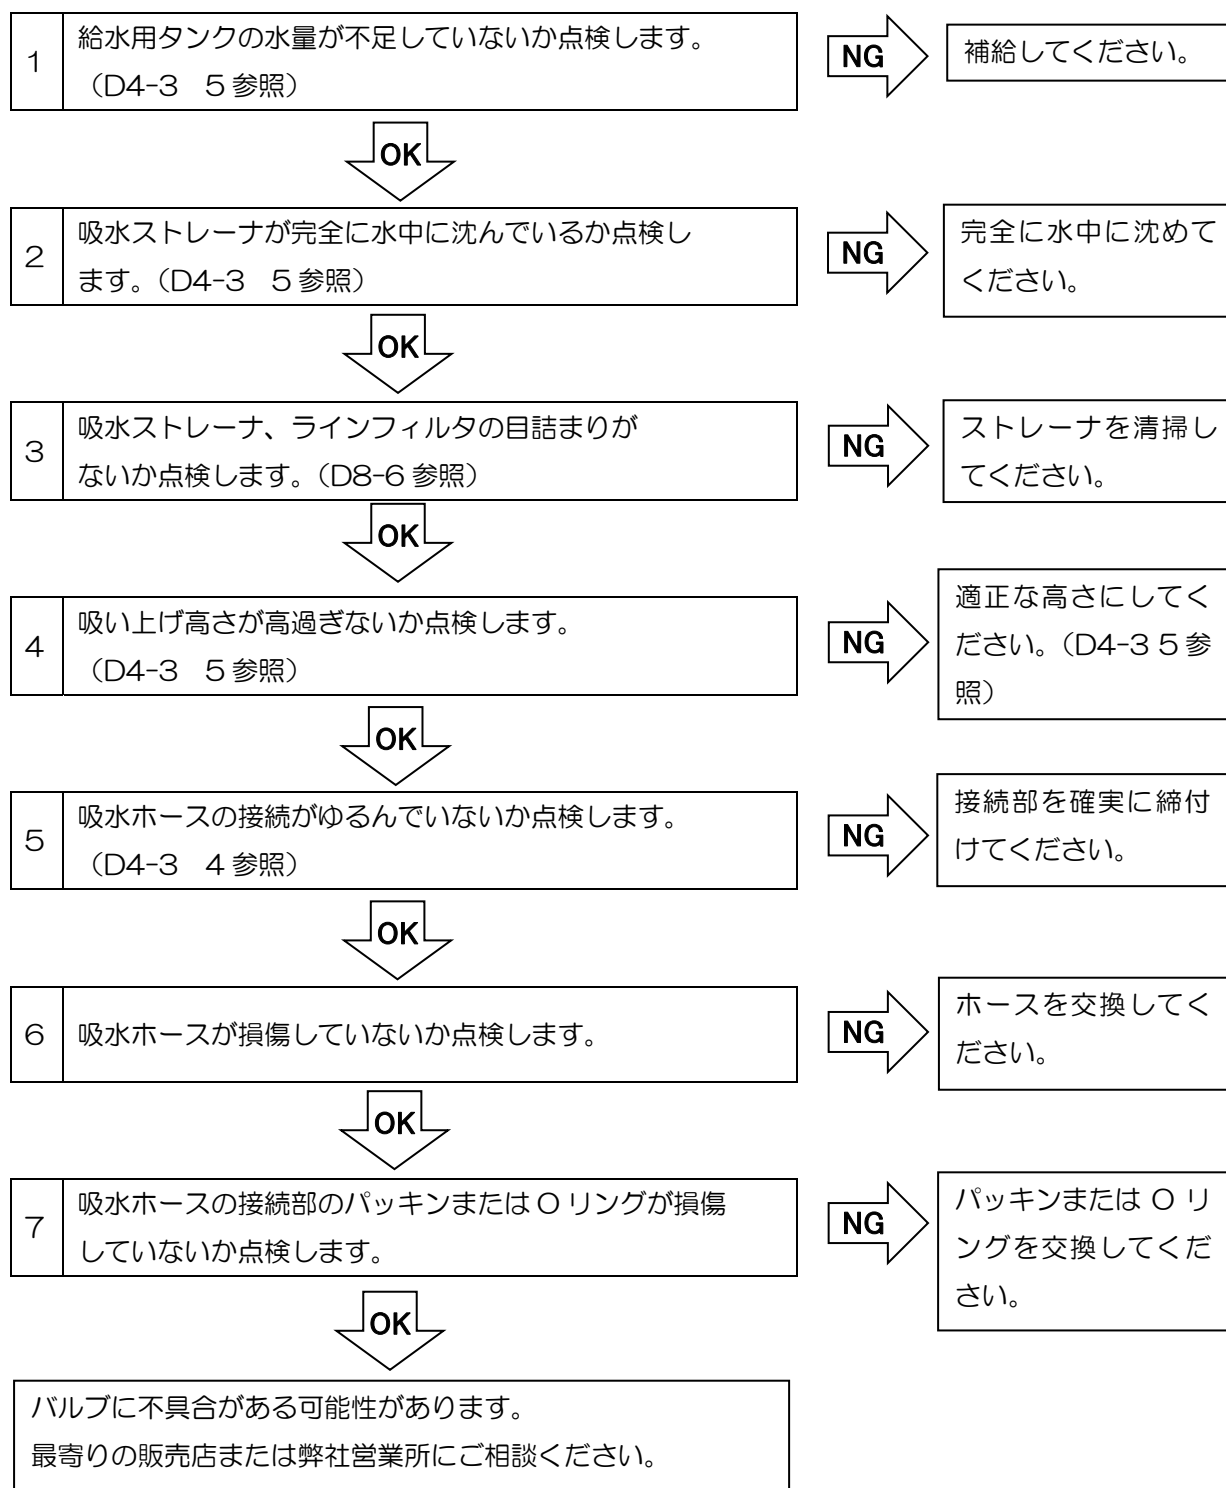 1
給水用タンクの水量が不足していないか点検します。
(D4-3 5参照)
NG
補給してください。
OK
2
吸水ストレーナが完全に水中に沈んでいるか点検し
ます。(D4-3 5参照)
NG
完全に水中に沈めて
ください。
OK
3
吸水ストレーナ、ラインフィルタの目詰まりが
ないか点検します。(D8-6参照)
NG
ストレーナを清掃し
てください。
OK
4
吸い上げ高さが高過ぎないか点検します。
(D4-3 5参照)
NG
適正な高さにしてく
ださい。(D4-3 5参
照)
OK
5
吸水ホースの接続がゆるんでいないか点検します。
(D4-3 4参照)
NG
接続部を確実に締付
けてください。
OK
6
吸水ホースが損傷していないか点検します。
NG
ホースを交換してく
ださい。
OK
7
吸水ホースの接続部のパッキンまたはOリングが損傷
していないか点検します。
NG
パッキンまたは O リ
ングを交換してくだ
さい。
OK
バルブに不具合がある可能性があります。
最寄りの販売店または弊社営業所にご相談ください。